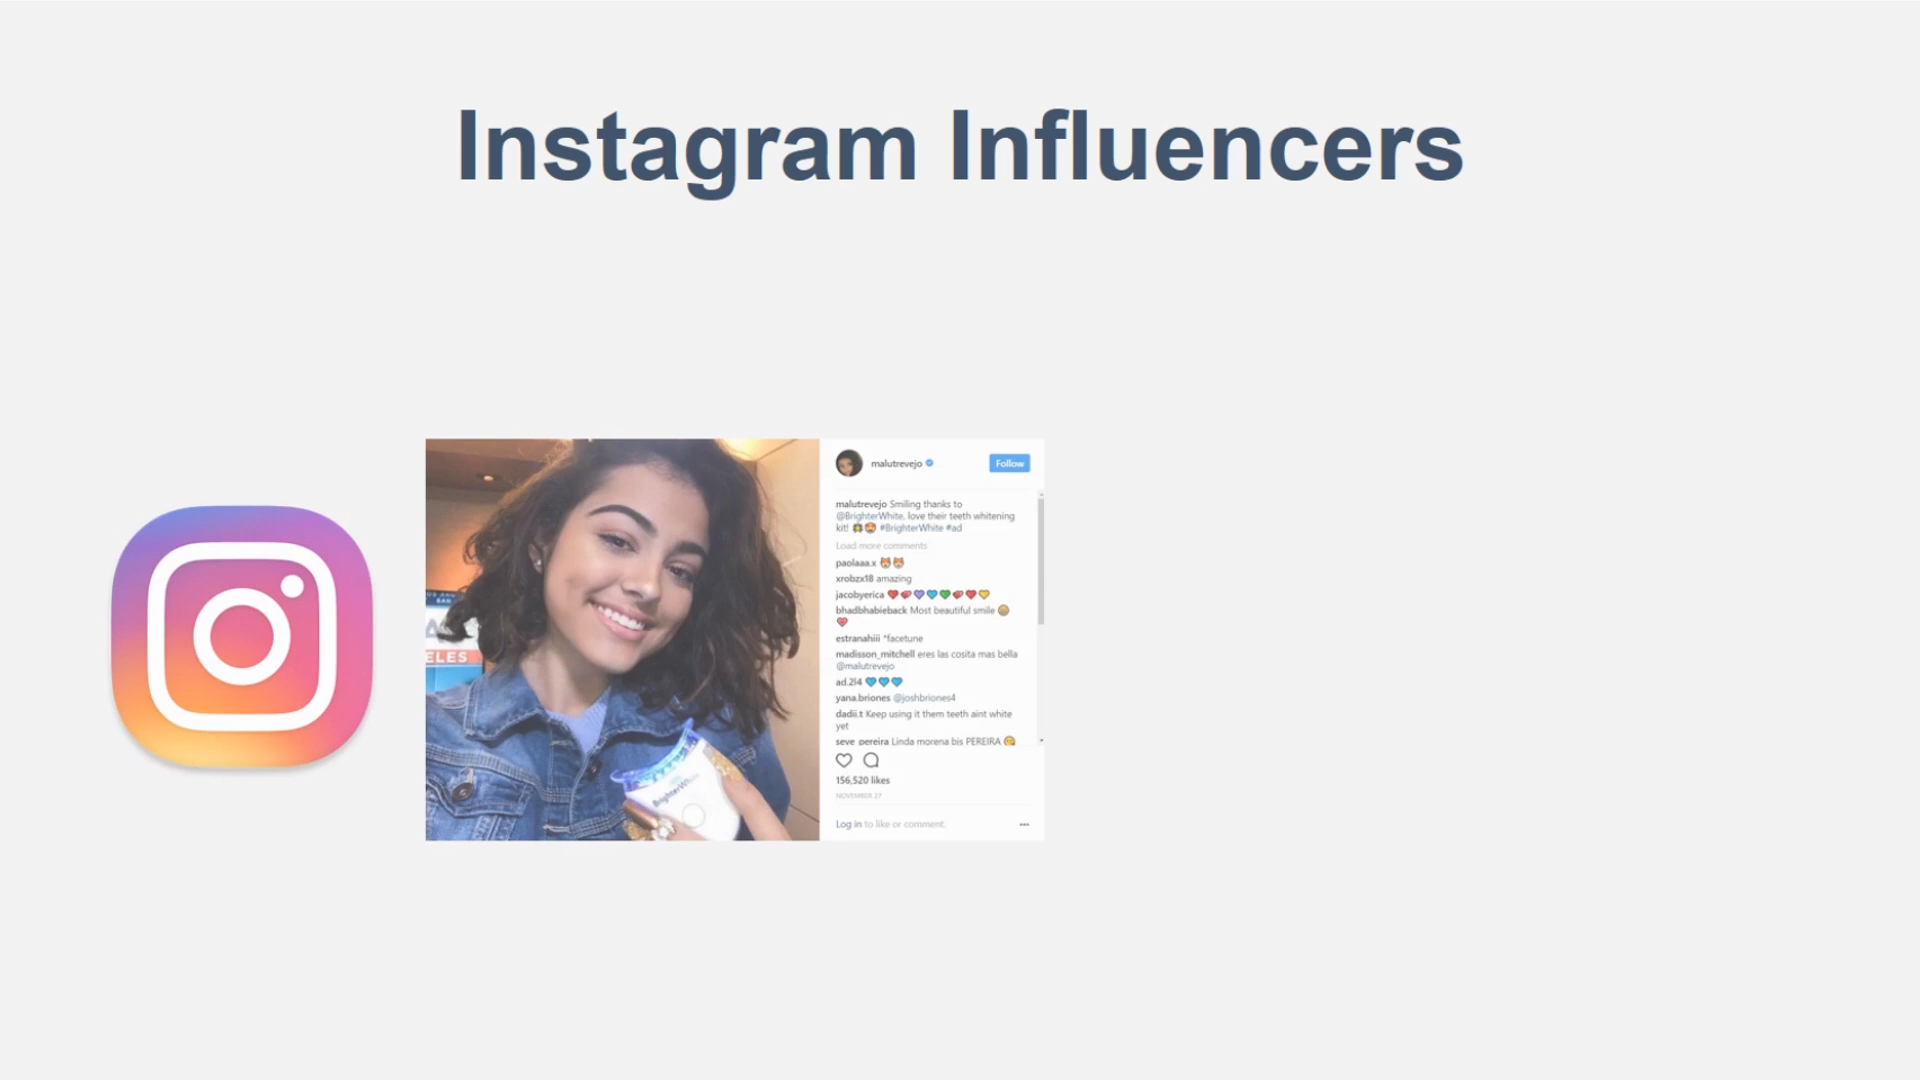 Instagram Influencers
malutrevejo
Follow
malutrevejo Smiling thanks to
@BrighterWhite, love their teeth whitening
kit! #BrighterWhite #ad
Load more comments
paolaaa.x
xrobzx18 amazing
jacobyerica
bhadbhabieback Most beautiful smile
estranahiii *facetune
madisson_mitchell eres las cosita mas bella
@malutrevejo
ad.2l4
yana.briones @joshbriones4
dadii.t Keep using it them teeth aint white
yet
seve_pereira Linda morena bis PEREIRA
156,520 likes
NOVEMBER 27
Log in to like or comment.
ELES
BrighterWhite